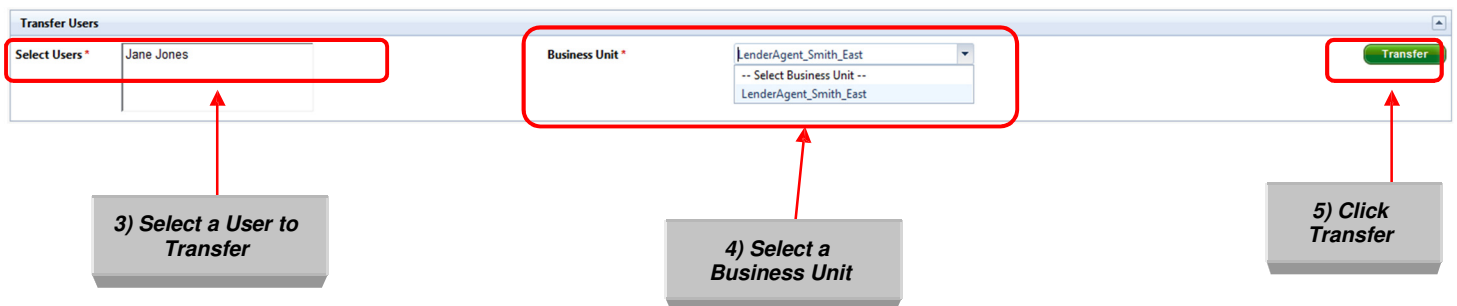 Transfer Users
Select Users *
Jane Jones
Business Unit *
LenderAgent_Smith_East
-- Select Business Unit --
LenderAgent_Smith_East
Transfer
3) Select a User to
Transfer
4) Select a
Business Unit
5) Click
Transfer